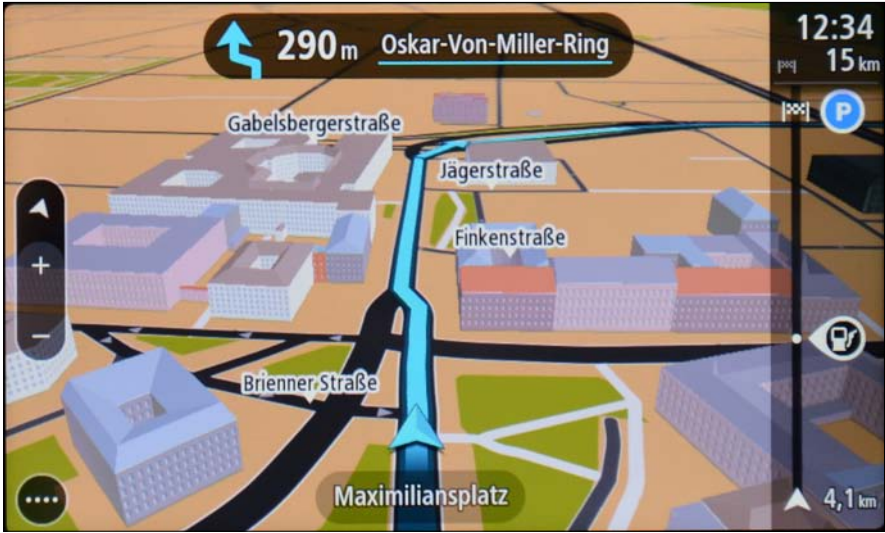 290 m Oskar-Von-Miller-Ring
12:34
15 km
P
Gabelsbergerstraße
Jägerstraße
Finkenstraße
Brienner Straße
Maximiliansplatz
4,1 km